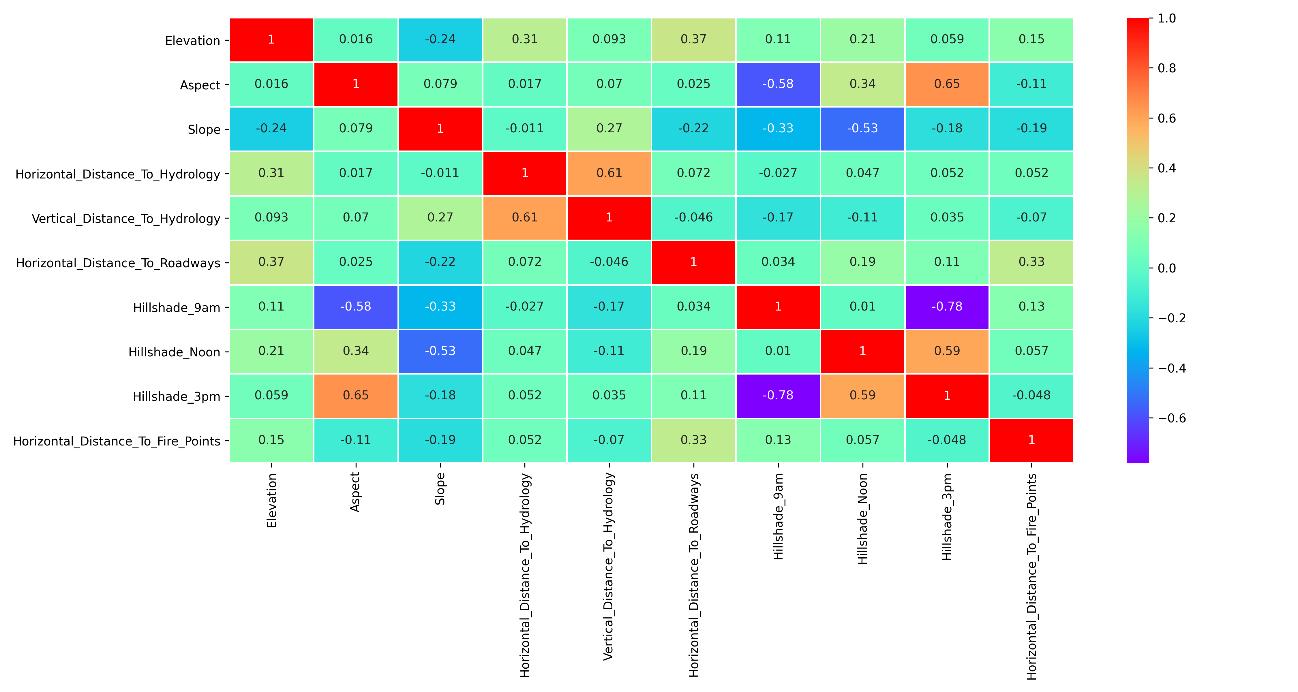 Elevation 1 0.016 -0.24 0.31 0.093 0.37 0.11 0.21 0.059 0.15
Aspect 0.016 1 0.079 0.017 0.07 0.025 -0.58 0.34 0.65 -0.11
Slope -0.24 0.079 1 -0.011 0.27 -0.22 -0.33 -0.53 -0.18 -0.19
Horizontal_Distance_To_Hydrology 0.31 0.017 -0.011 1 0.61 0.072 -0.027 0.047 0.052 0.052
Vertical_Distance_To_Hydrology 0.093 0.07 0.27 0.61 1 -0.046 -0.17 -0.11 0.035 -0.07
Horizontal_Distance_To_Roadways 0.37 0.025 -0.22 0.072 -0.046 1 0.034 0.19 0.11 0.33
Hillshade_9am 0.11 -0.58 -0.33 -0.027 -0.17 0.034 1 0.01 -0.78 0.13
Hillshade_Noon 0.21 0.34 -0.53 0.047 -0.11 0.19 0.01 1 0.59 0.057
Hillshade_3pm 0.059 0.65 -0.18 0.052 0.035 0.11 -0.78 0.59 1 -0.048
Horizontal_Distance_To_Fire_Points 0.15 -0.11 -0.19 0.052 -0.07 0.33 0.13 0.057 -0.048 1
Elevation
Aspect
Slope
Horizontal_Distance_To_Hydrology
Vertical_Distance_To_Hydrology
Horizontal_Distance_To_Roadways
Hillshade_9am
Hillshade_Noon
Hillshade_3pm
Horizontal_Distance_To_Fire_Points
1.0
0.8
0.6
0.4
0.2
0.0
−0.2
−0.4
−0.6